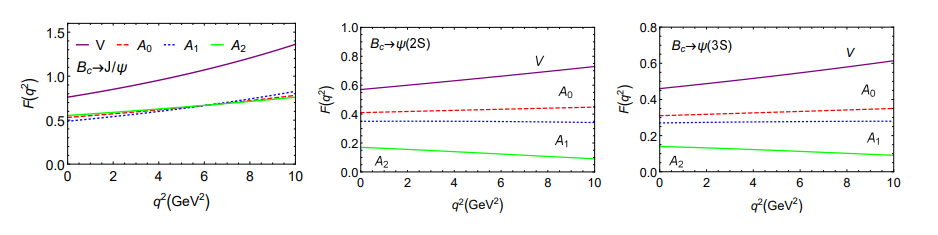 1.5
1.0
0.5
0.0
F(q²)
V A₀ A₁ A₂
B_c→J/ψ
0 2 4 6 8 10
q²(GeV²)
1.0
0.8
0.6
0.4
0.2
0.0
F(q²)
B_c→ψ(2S)
V
A₀
A₁
A₂
0 2 4 6 8 10
q²(GeV²)
0.8
0.6
0.4
0.2
0.0
F(q²)
B_c→ψ(3S)
V
A₀
A₁
A₂
0 2 4 6 8 10
q²(GeV²)